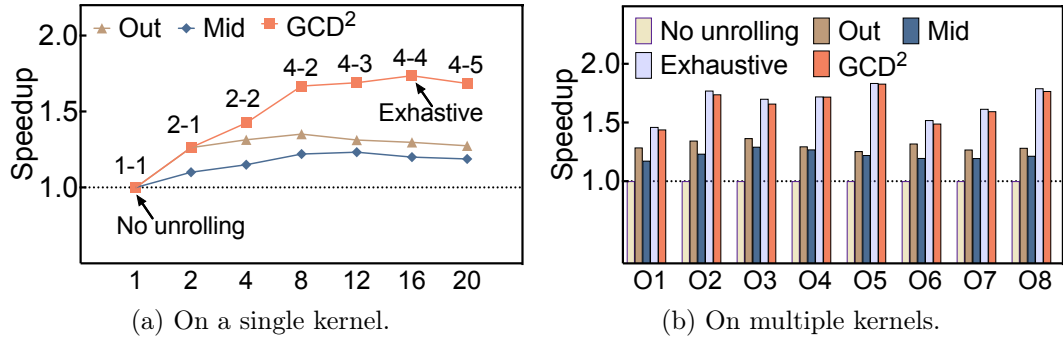 Out Mid GCD²
2.0
1.5
1.0
Speedup
1-1
2-1
2-2
4-2
4-3
4-4
4-5
Exhastive
No unrolling
1 2 4 8 12 16 20
(a) On a single kernel.
No unrolling Out Mid
Exhaustive GCD²
2.0
1.5
1.0
Speedup
O1 O2 O3 O4 O5 O6 O7 O8
(b) On multiple kernels.